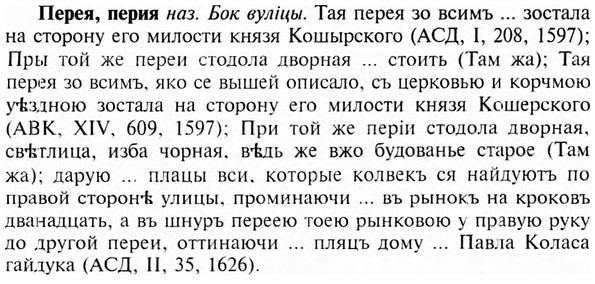 Перея, перия наз. Бок вуліцы. Тая перея зо всимъ ... зостала
на сторону его милости князя Кошырского (АСД, I, 208, 1597);
Пры той же переи стодола дворная ... стоить (Там жа); Тая
перея зо всимъ, яко се вышей описало, съ церковью и корчмою
уѣздною зостала на сторону его милости князя Кошерского
(АВК, XIV, 609, 1597); При той же періи стодола дворная,
свѣтлица, изба чорная, вѣдь же вжо будованье старое (Там
жа); дарую ... плацы вси, которые колвекъ ся найдуютъ по
правой сторонѣ улицы, проминаючи ... въ рынокъ на кроковъ
дванадцать, а въ шнуръ переею тоею рынковою у правую руку
до другой переи, оттинаючи ... пляцъ дому ... Павла Коласа
гайдука (АСД, II, 35, 1626).